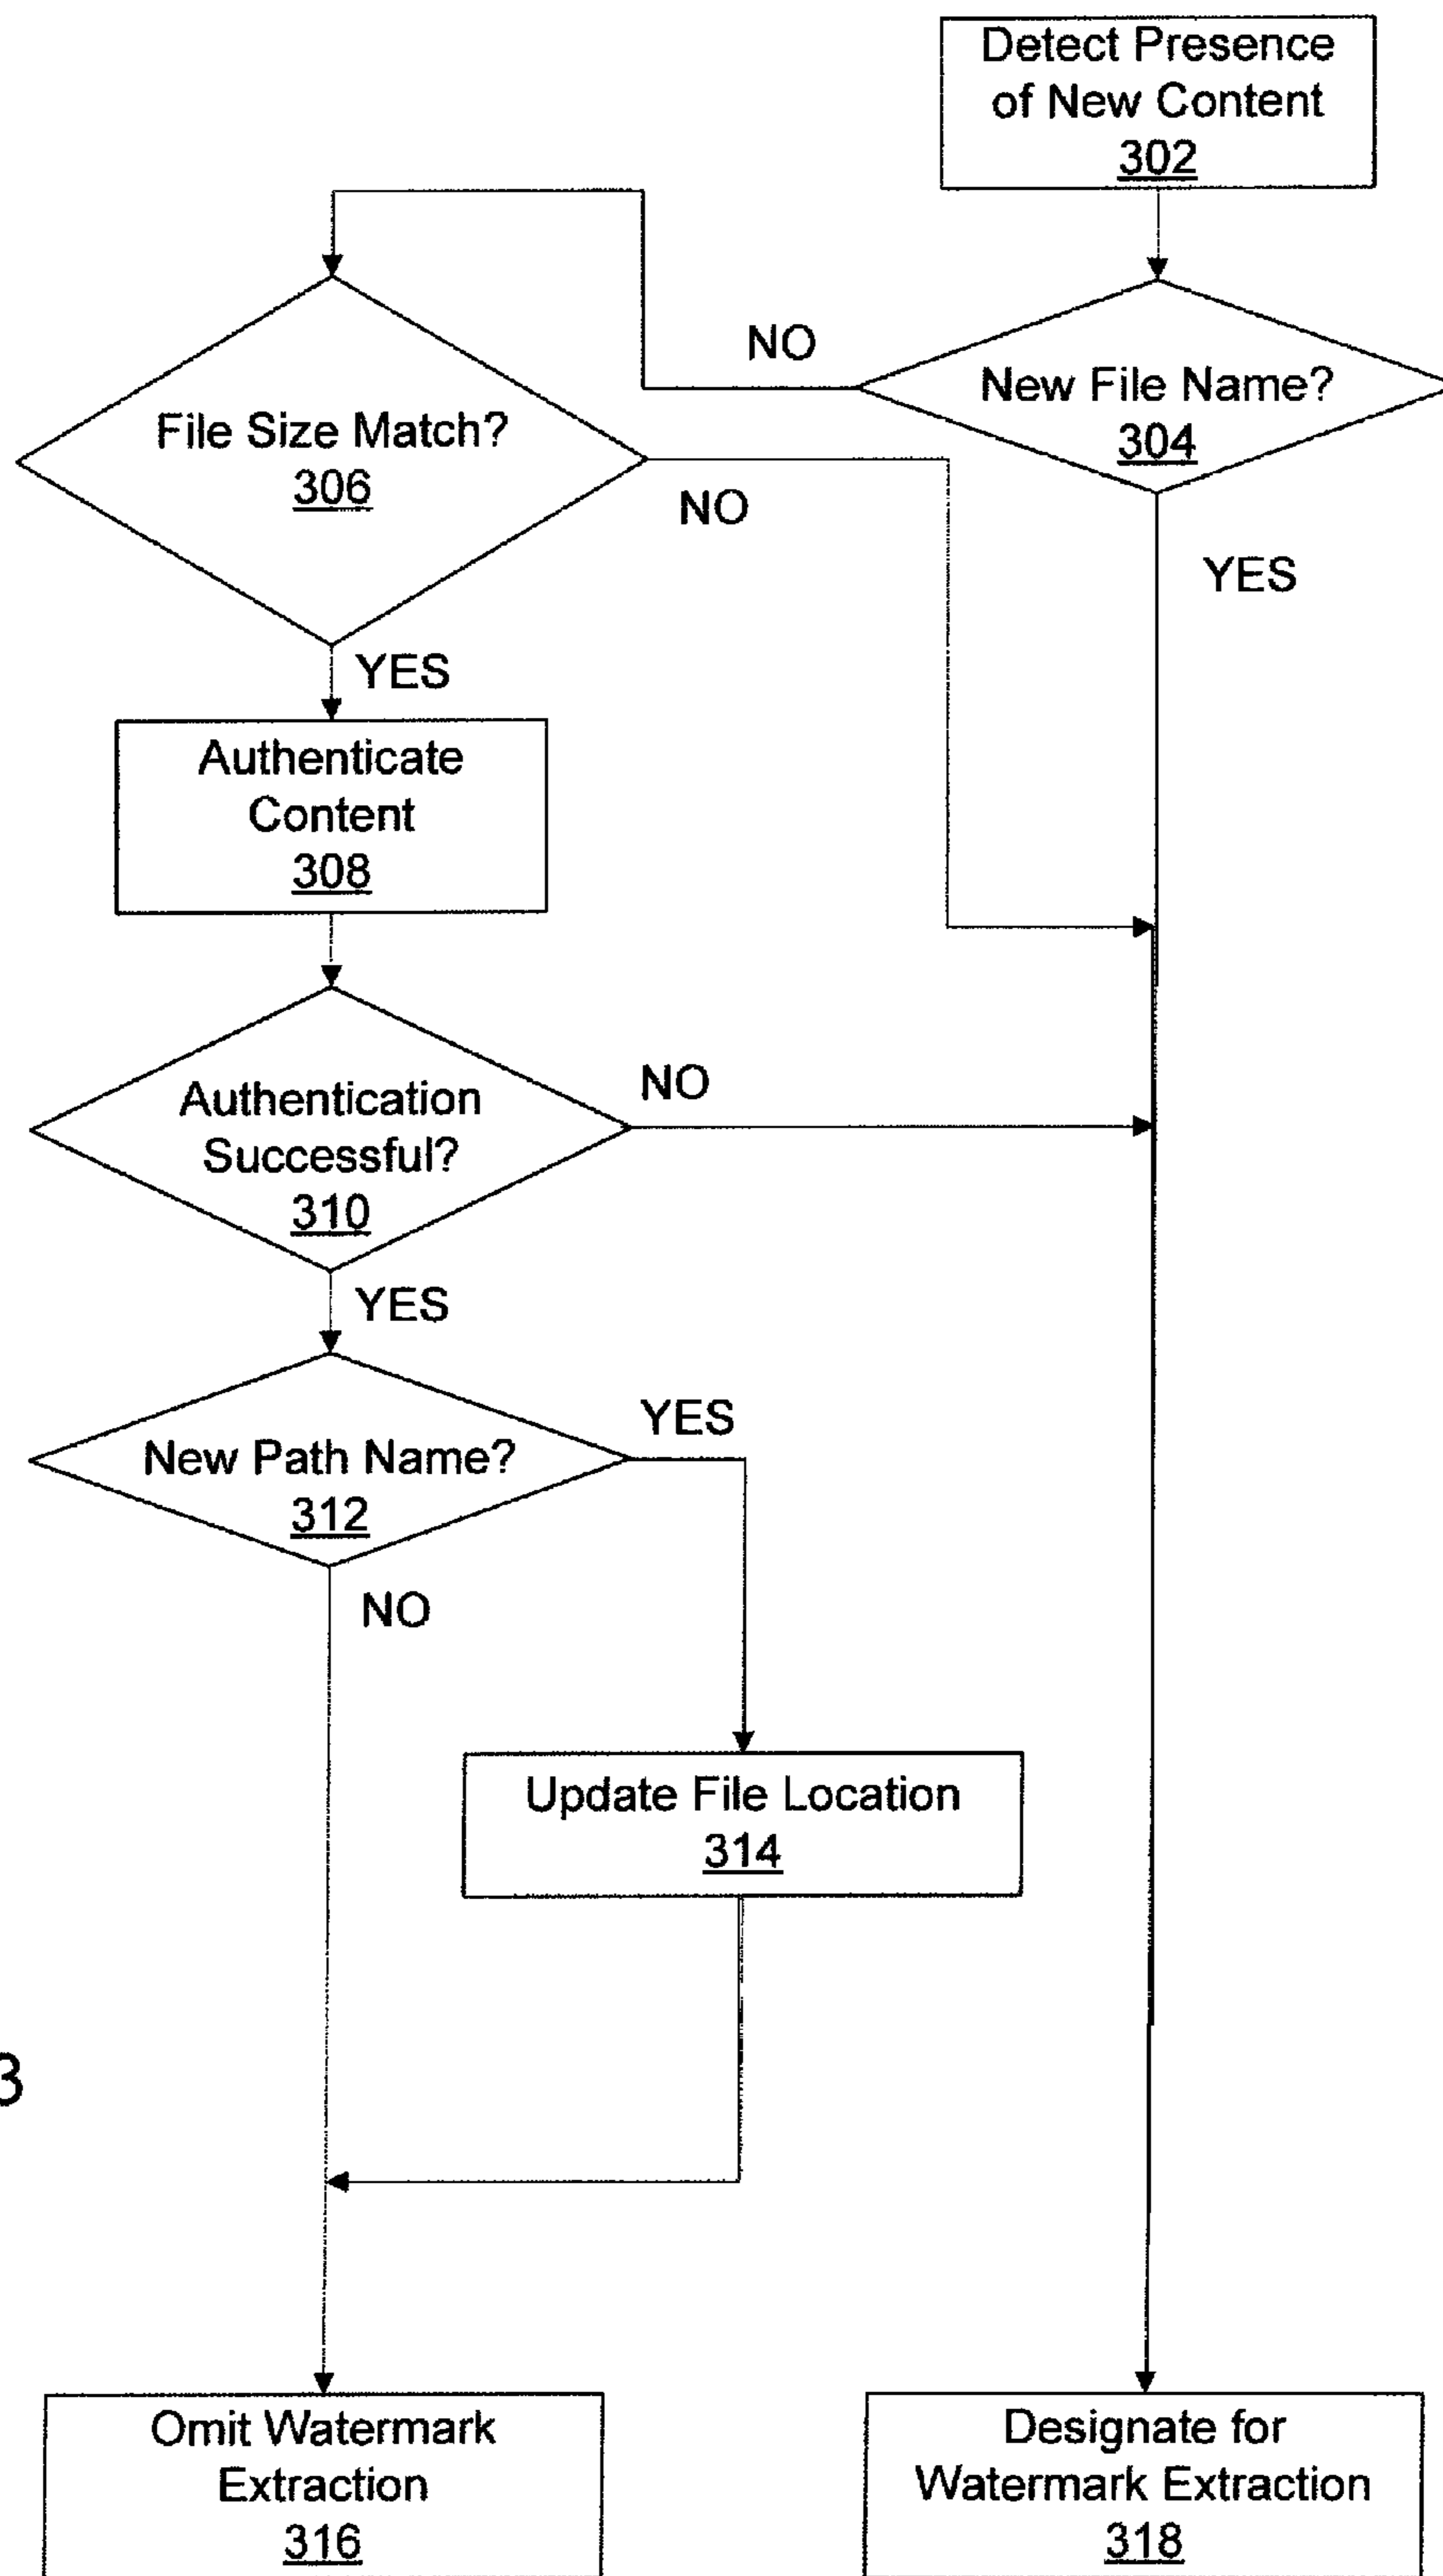 Detect Presence
of New Content
302
NO
New File Name?
304
File Size Match?
306
NO
YES
YES
Authenticate
Content
308
NO
Authentication
Successful?
310
YES
YES
New Path Name?
312
NO
Update File Location
314
3
Omit Watermark
Extraction
316
Designate for
Watermark Extraction
318